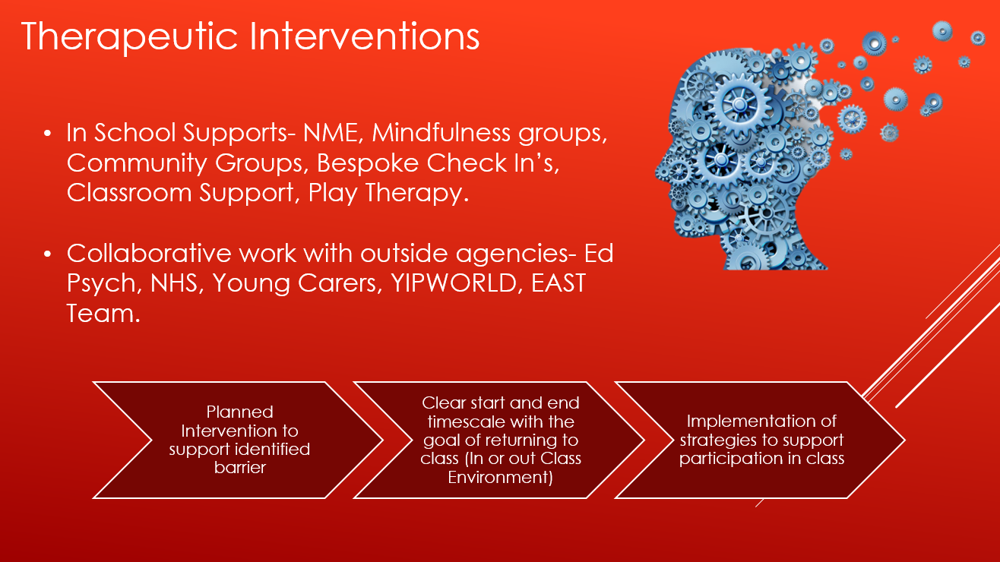 Therapeutic Interventions
• In School Supports- NME, Mindfulness groups,
Community Groups, Bespoke Check In’s,
Classroom Support, Play Therapy.
• Collaborative work with outside agencies- Ed
Psych, NHS, Young Carers, YIPWORLD, EAST
Team.
Planned
Intervention to
support identified
barrier
Clear start and end
timescale with the
goal of returning to
class (In or out Class
Environment)
Implementation of
strategies to support
participation in class